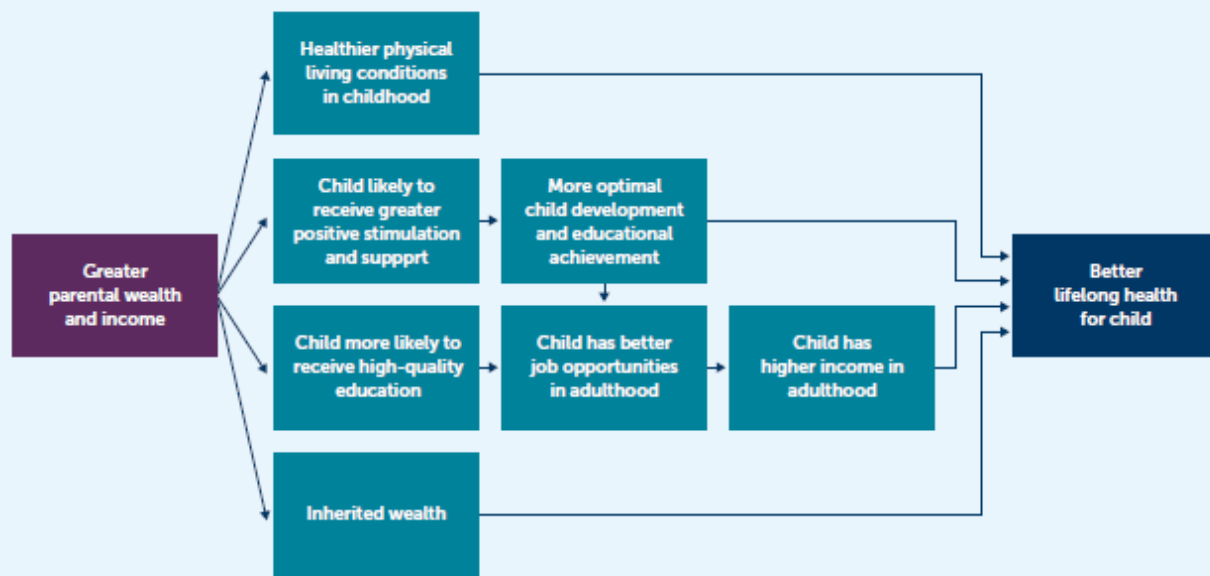 Healthier physical
living conditions
in childhood
Child likely to
receive greater
positive stimulation
and suppprt
More optimal
child development
and educational
achievement
Greater
parental wealth
and income
Better
lifelong health
for child
Child more likely to
receive high-quality
education
Child has better
job opportunities
in adulthood
Child has
higher income in
adulthood
Inherited wealth